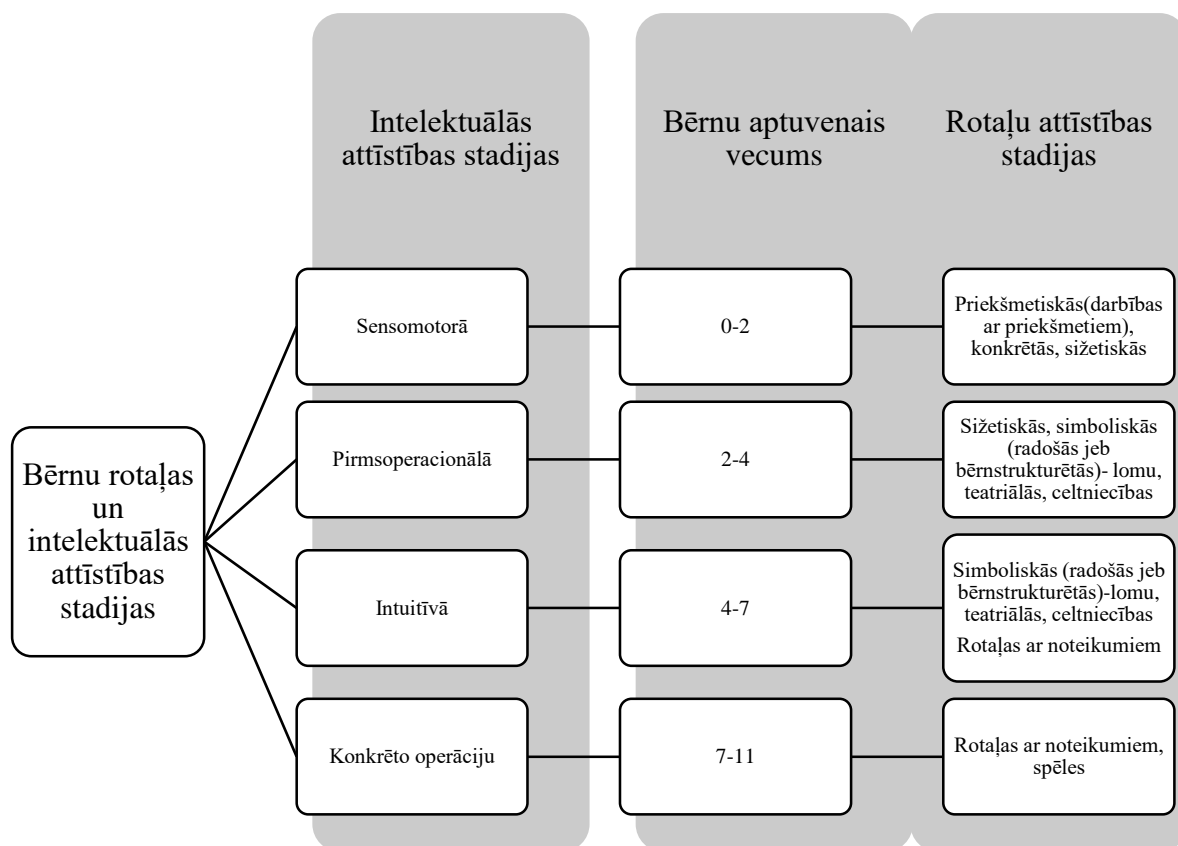 Intelektuālās
attīstības stadijas
Bērnu aptuvenais
vecums
Rotaļu attīstības
stadijas
Bērnu rotaļas
un
intelektuālās
attīstības
stadijas
Sensomotorā
0-2
Priekšmetiskās(darbības
ar priekšmetiem),
konkrētās, sižetiskās
Pirmsoperacionālā
2-4
Sižetiskās, simboliskās
(radošās jeb
bērnstrukturētās)- lomu,
teatriālās, celtniecības
Intuitīvā
4-7
Simboliskās (radošās jeb
bērnstrukturētās)-lomu,
teatriālās, celtniecības
Rotaļas ar noteikumiem
Konkrēto operāciju
7-11
Rotaļas ar noteikumiem,
spēles